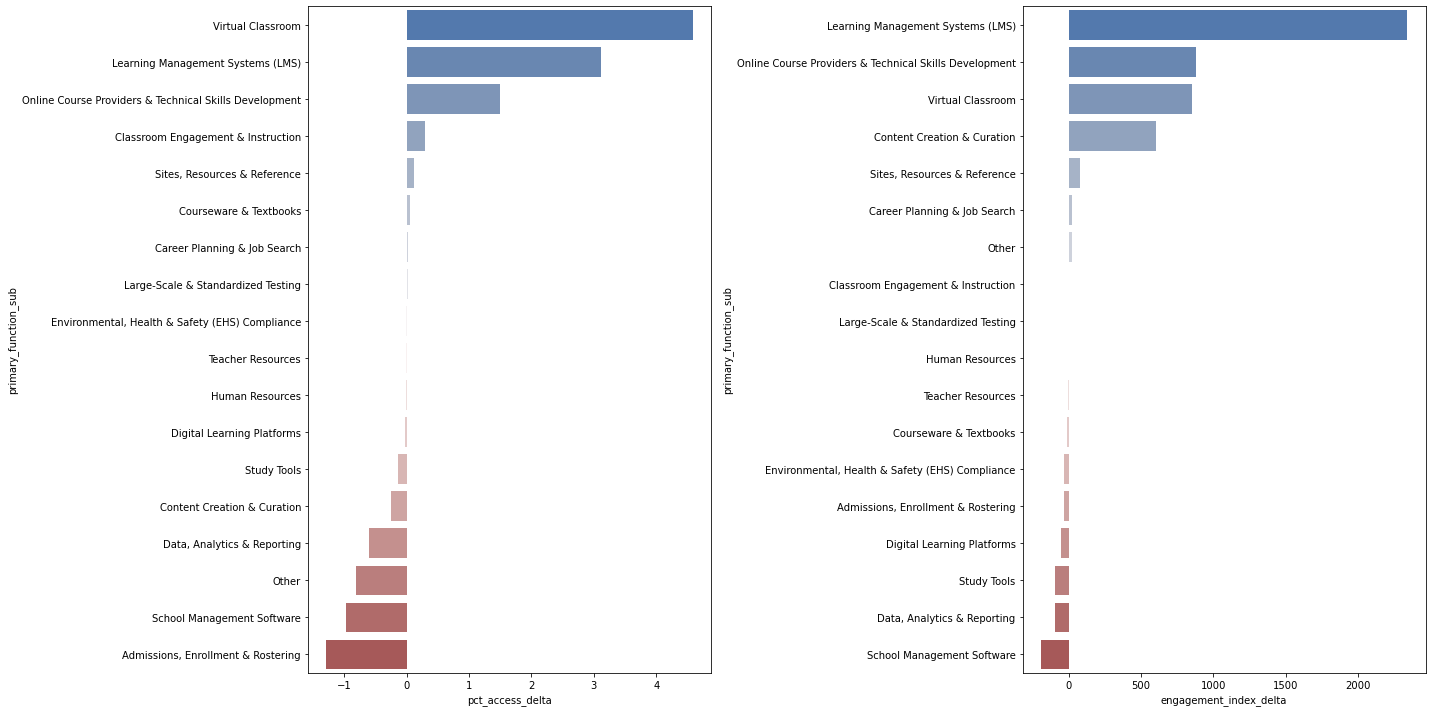 Virtual Classroom
Learning Management Systems (LMS)
Online Course Providers & Technical Skills Development
Classroom Engagement & Instruction
Sites, Resources & Reference
Courseware & Textbooks
Career Planning & Job Search
Large-Scale & Standardized Testing
Environmental, Health & Safety (EHS) Compliance
Teacher Resources
Human Resources
Digital Learning Platforms
Study Tools
Content Creation & Curation
Data, Analytics & Reporting
Other
School Management Software
Admissions, Enrollment & Rostering
primary_function_sub
−1 0 1 2 3 4
pct_access_delta
Learning Management Systems (LMS)
Online Course Providers & Technical Skills Development
Virtual Classroom
Content Creation & Curation
Sites, Resources & Reference
Career Planning & Job Search
Other
Classroom Engagement & Instruction
Large-Scale & Standardized Testing
Human Resources
Teacher Resources
Courseware & Textbooks
Environmental, Health & Safety (EHS) Compliance
Admissions, Enrollment & Rostering
Digital Learning Platforms
Study Tools
Data, Analytics & Reporting
School Management Software
primary_function_sub
0 500 1000 1500 2000
engagement_index_delta